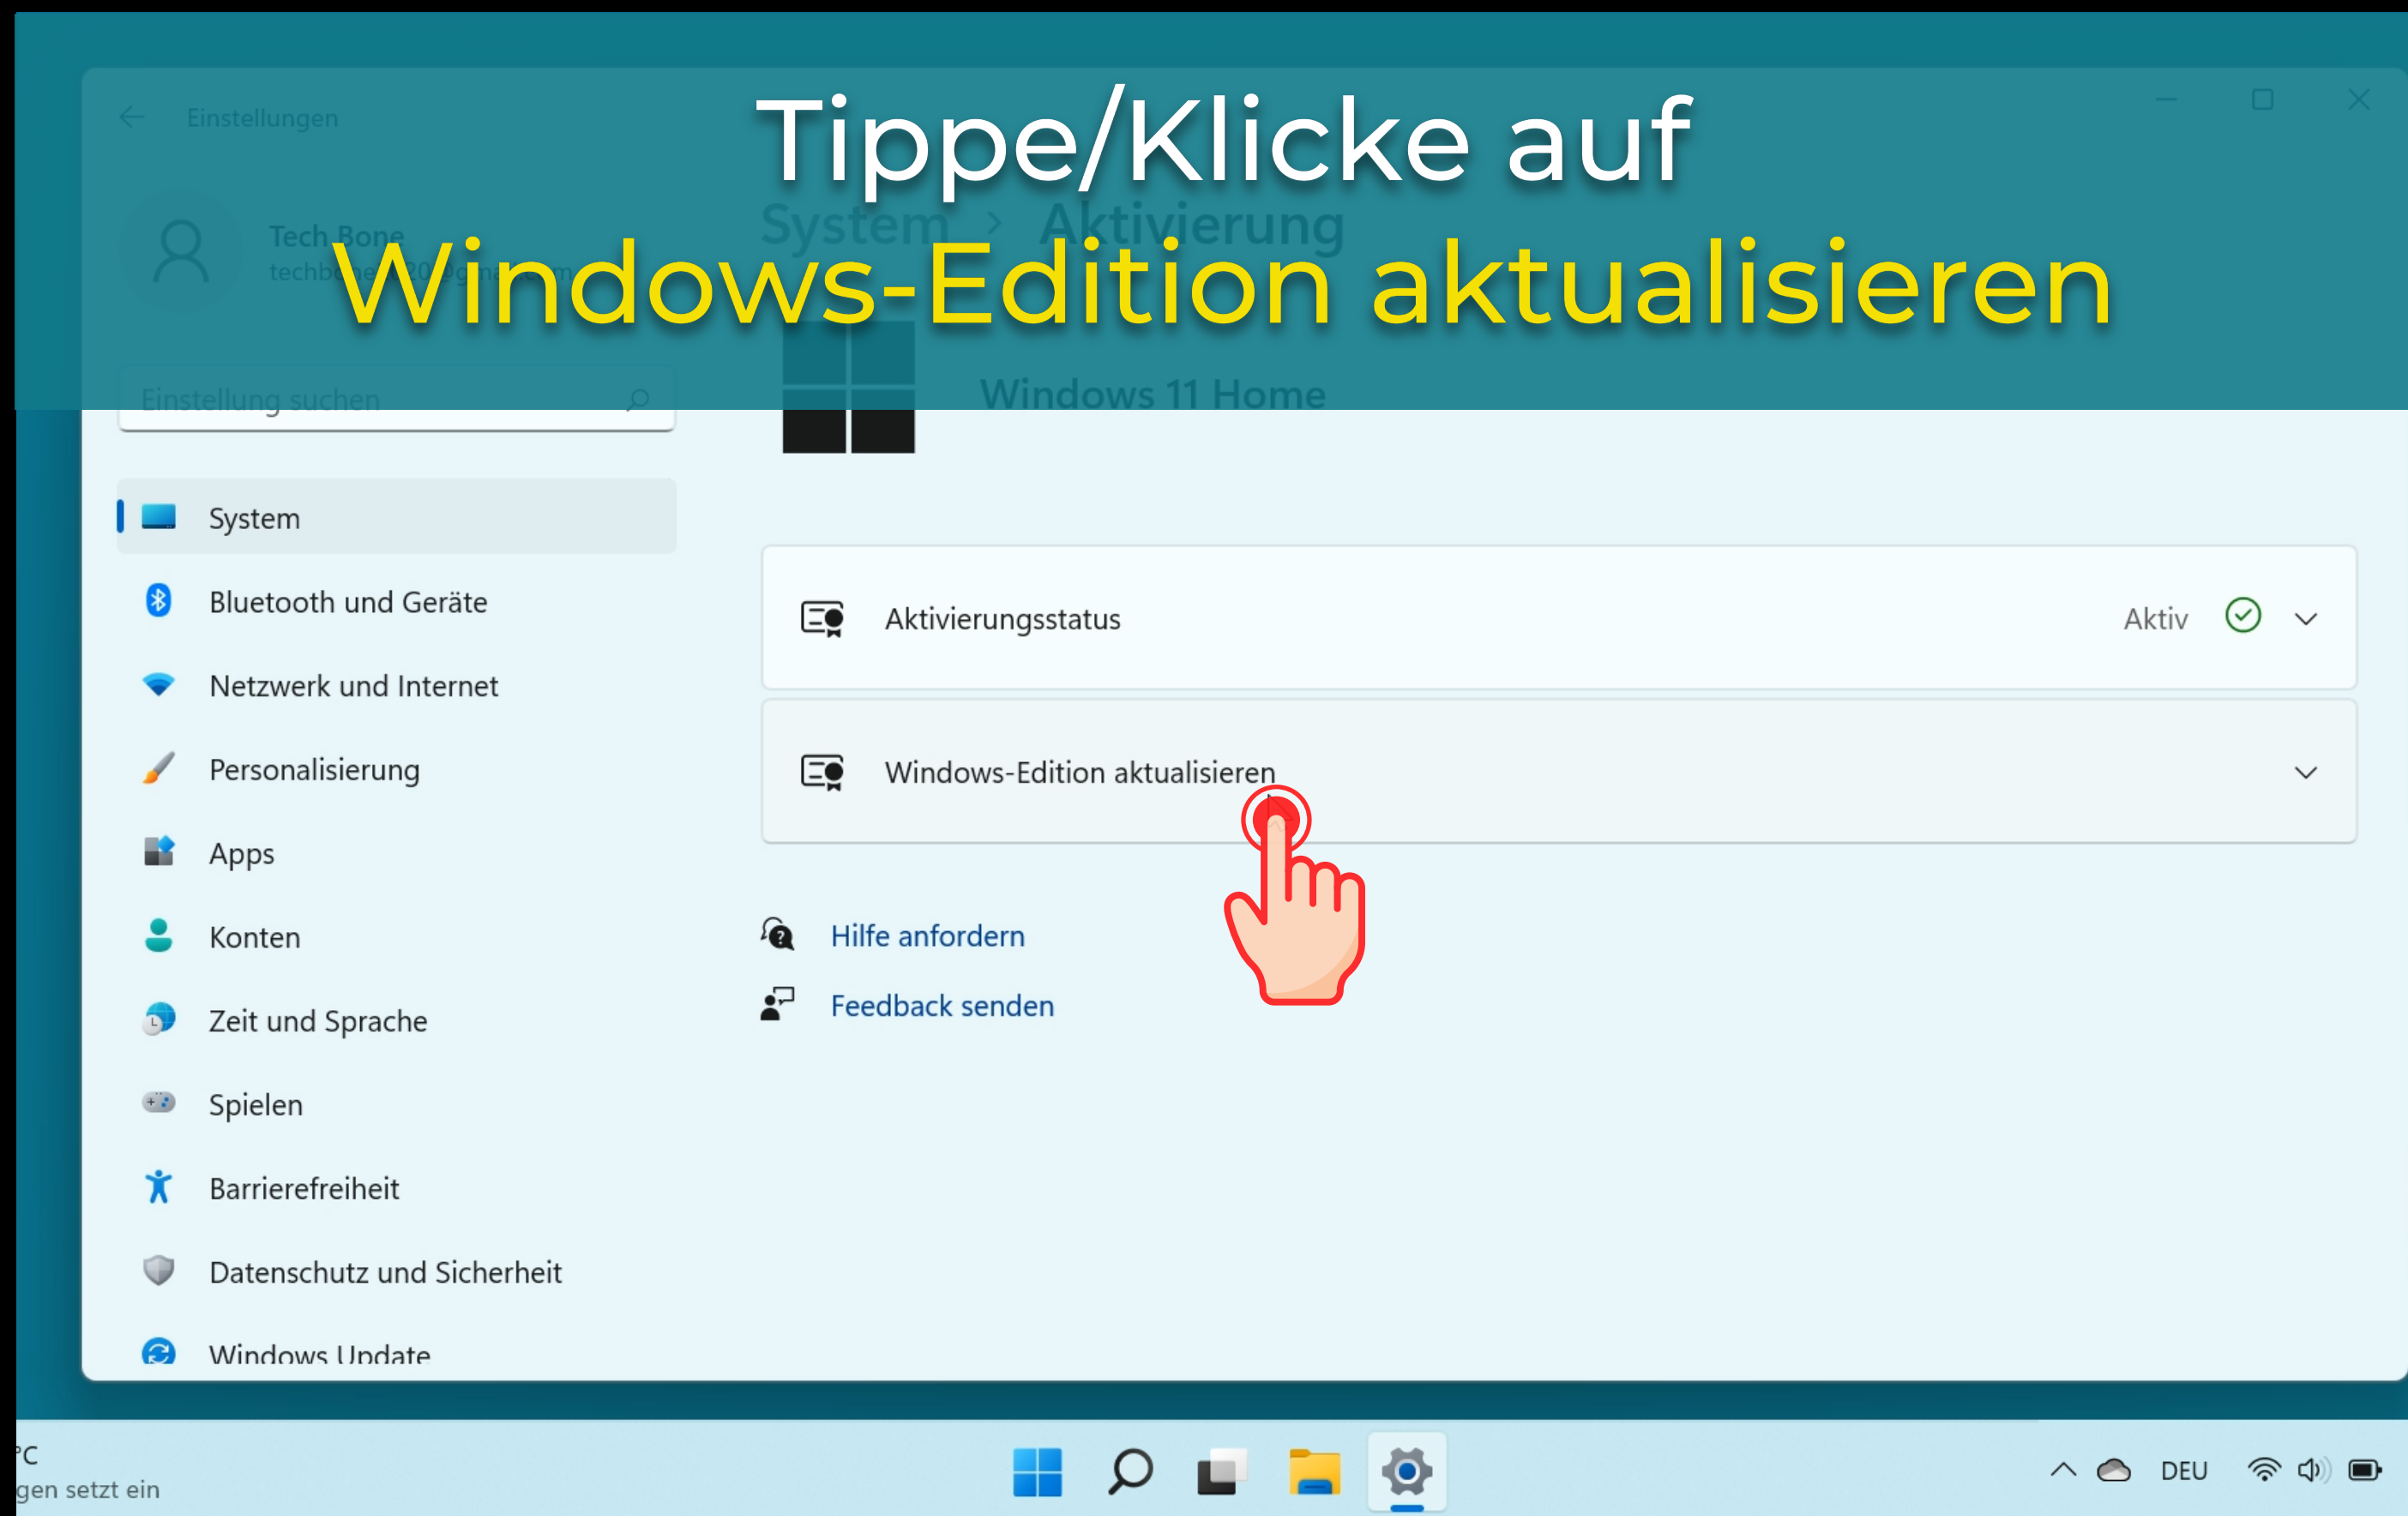 Tippe/Klicke auf
Windows-Edition aktualisieren
Einstellungen
Tech Bone
System > Aktivierung
Windows 11 Home
Einstellung suchen
System
Bluetooth und Geräte
Netzwerk und Internet
Personalisierung
Apps
Konten
Zeit und Sprache
Spielen
Barrierefreiheit
Datenschutz und Sicherheit
Windows Update
Aktivierungsstatus
Aktiv
Windows-Edition aktualisieren
Hilfe anfordern
Feedback senden
°C
gen setzt ein
DEU